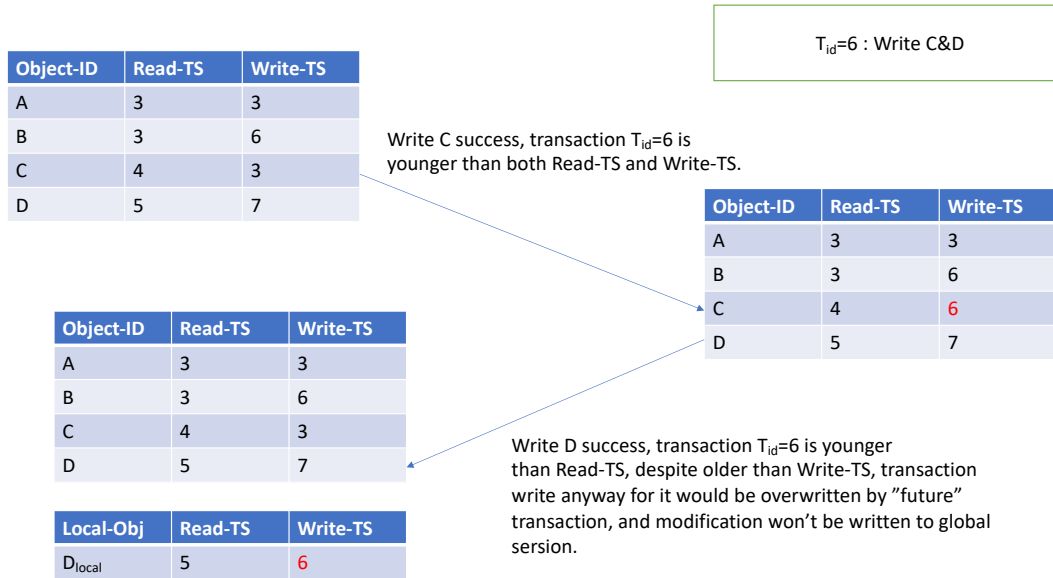 T_id=6 : Write C&D
Object-ID Read-TS Write-TS
A 3 3
B 3 6
C 4 3
D 5 7
Write C success, transaction T_id=6 is
younger than both Read-TS and Write-TS.
Object-ID Read-TS Write-TS
A 3 3
B 3 6
C 4 6
D 5 7
Object-ID Read-TS Write-TS
A 3 3
B 3 6
C 4 3
D 5 7
Write D success, transaction T_id=6 is younger
than Read-TS, despite older than Write-TS, transaction
write anyway for it would be overwritten by ”future”
transaction, and modification won’t be written to global
sersion.
Local-Obj Read-TS Write-TS
D_local 5 6